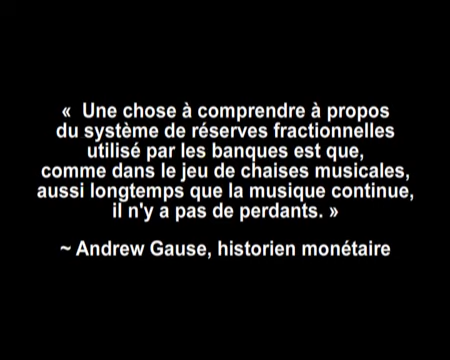 «  Une chose à comprendre à propos
du système de réserves fractionnelles
utilisé par les banques est que,
comme dans le jeu de chaises musicales,
aussi longtemps que la musique continue,
il n'y a pas de perdants. »
~ Andrew Gause, historien monétaire